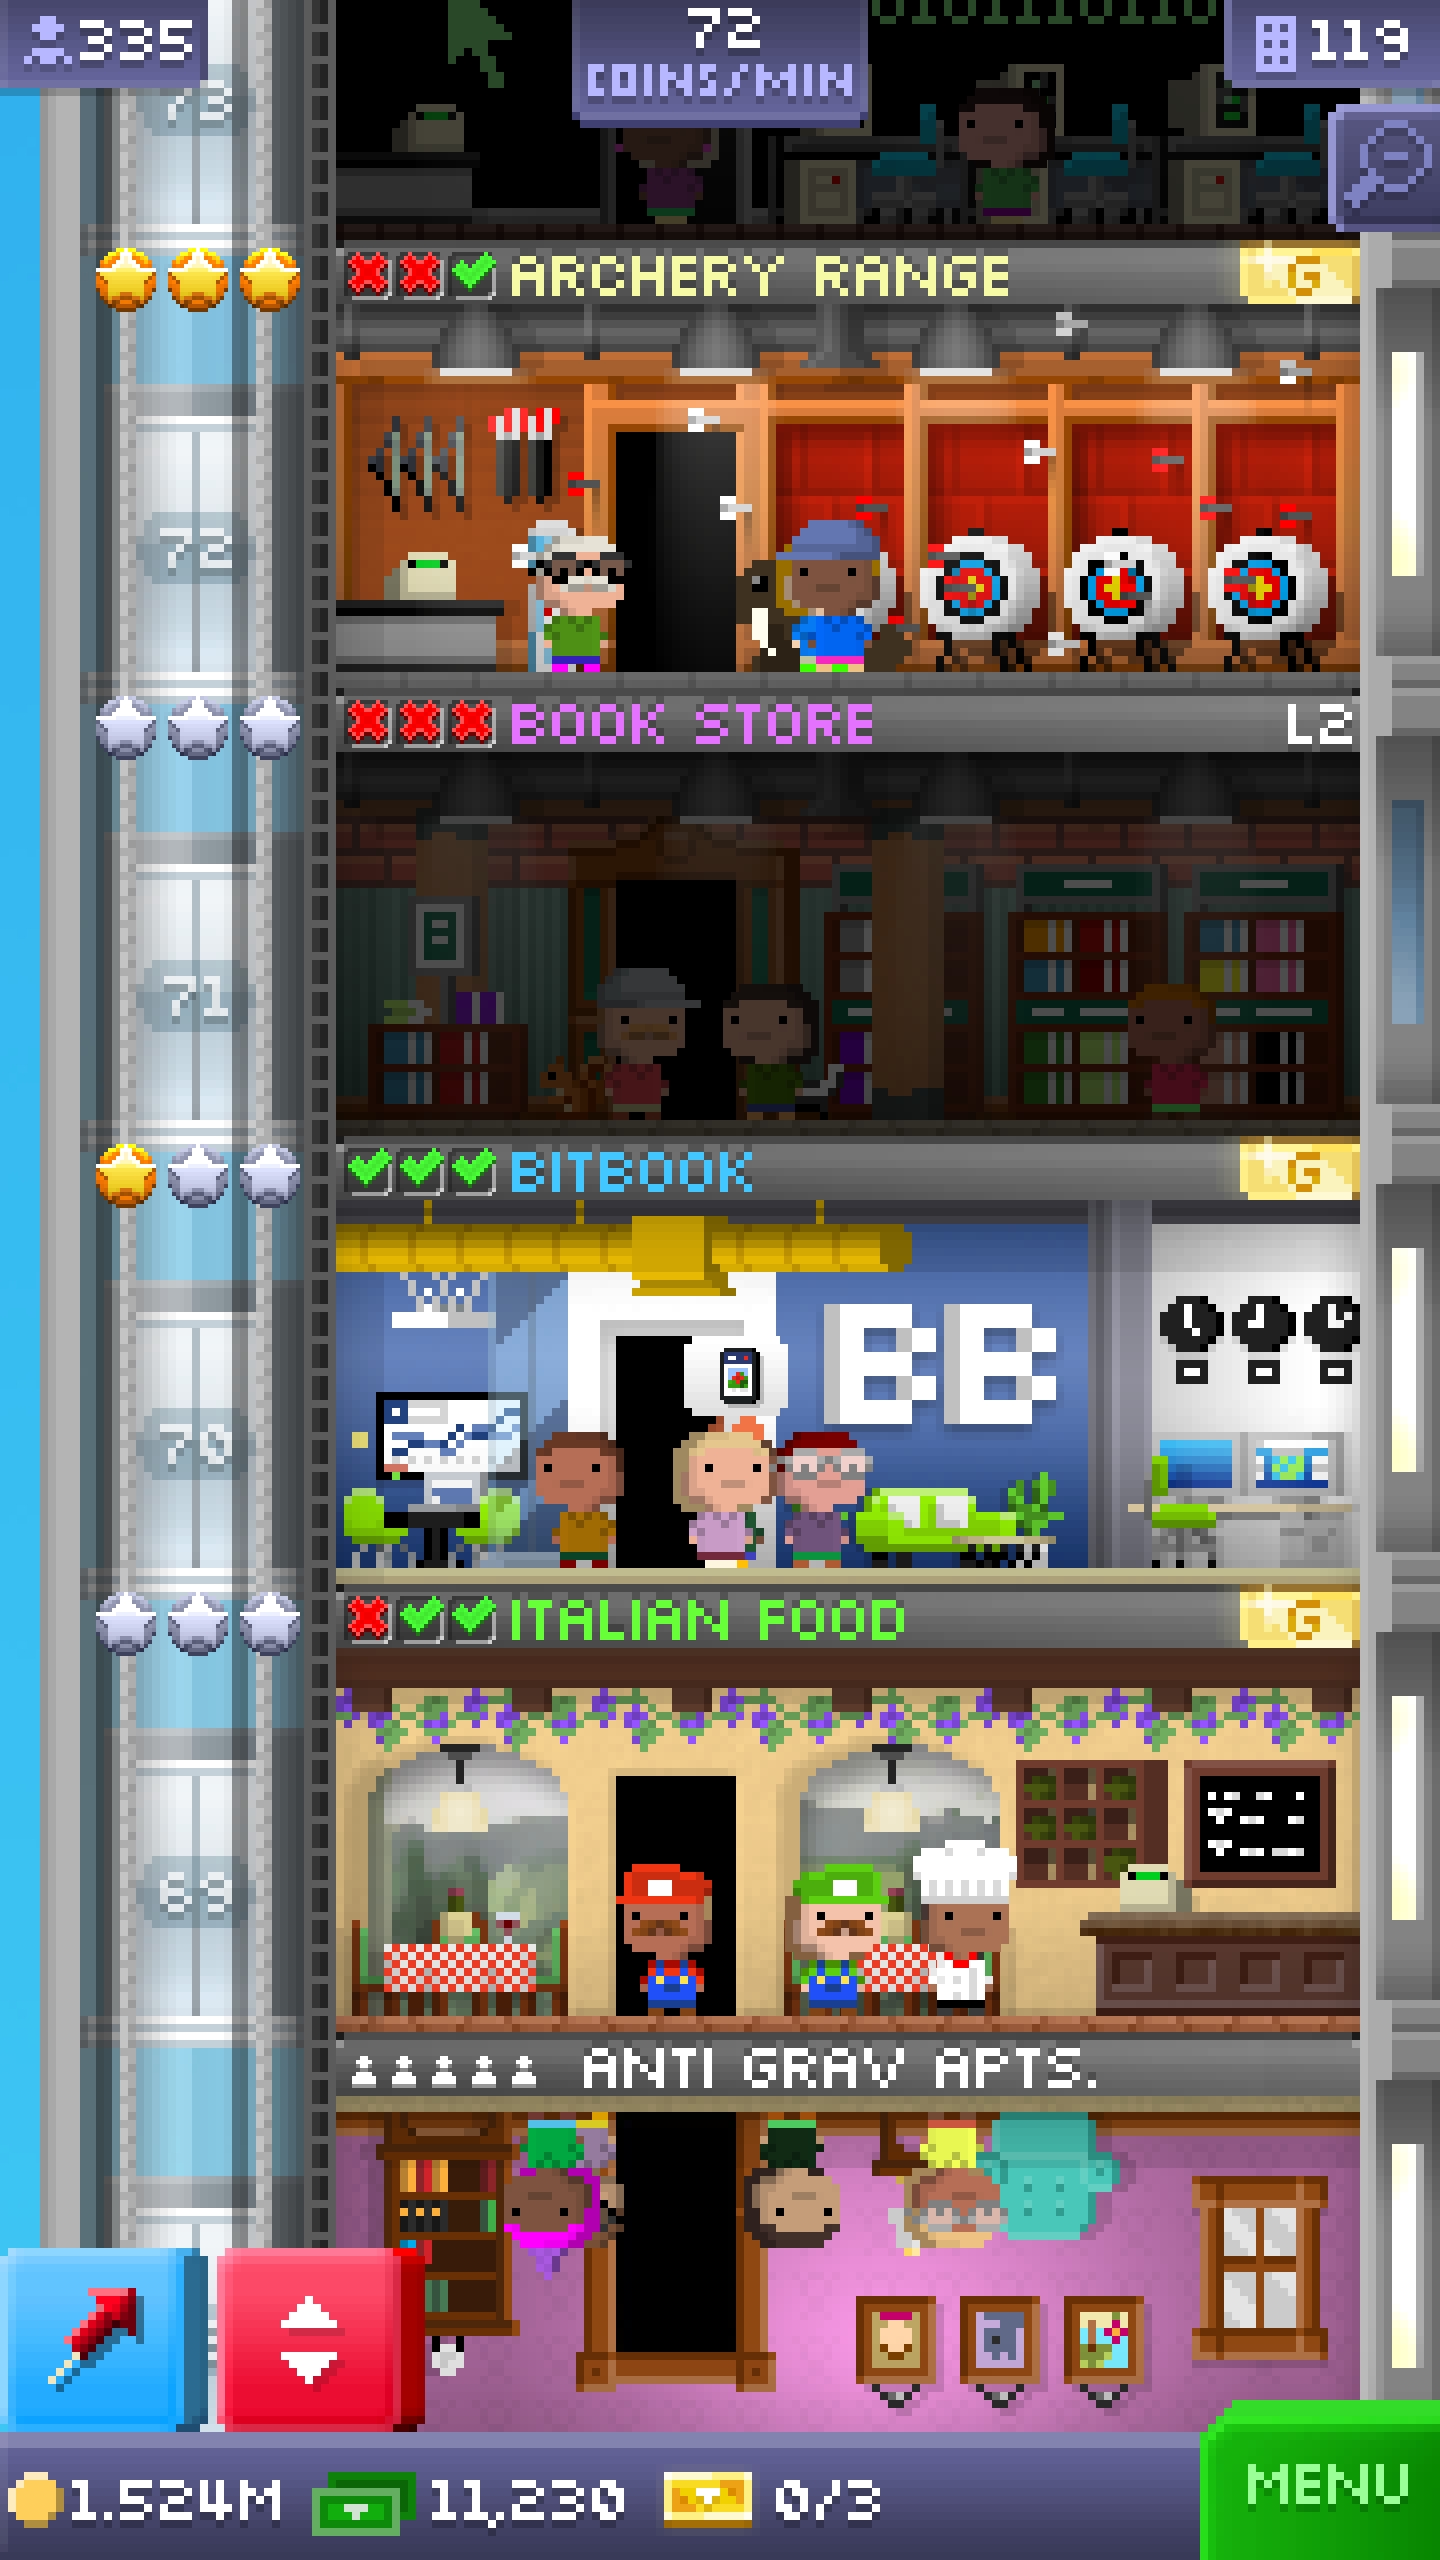 335
72
COINS/MIN
0101110110
119
73
ARCHERY RANGE
G
72
BOOK STORE
L2
71
BITBOOK
G
BB
70
ITALIAN FOOD
G
69
ANTI GRAV APTS.
1.524M
11,230
0/3
MENU